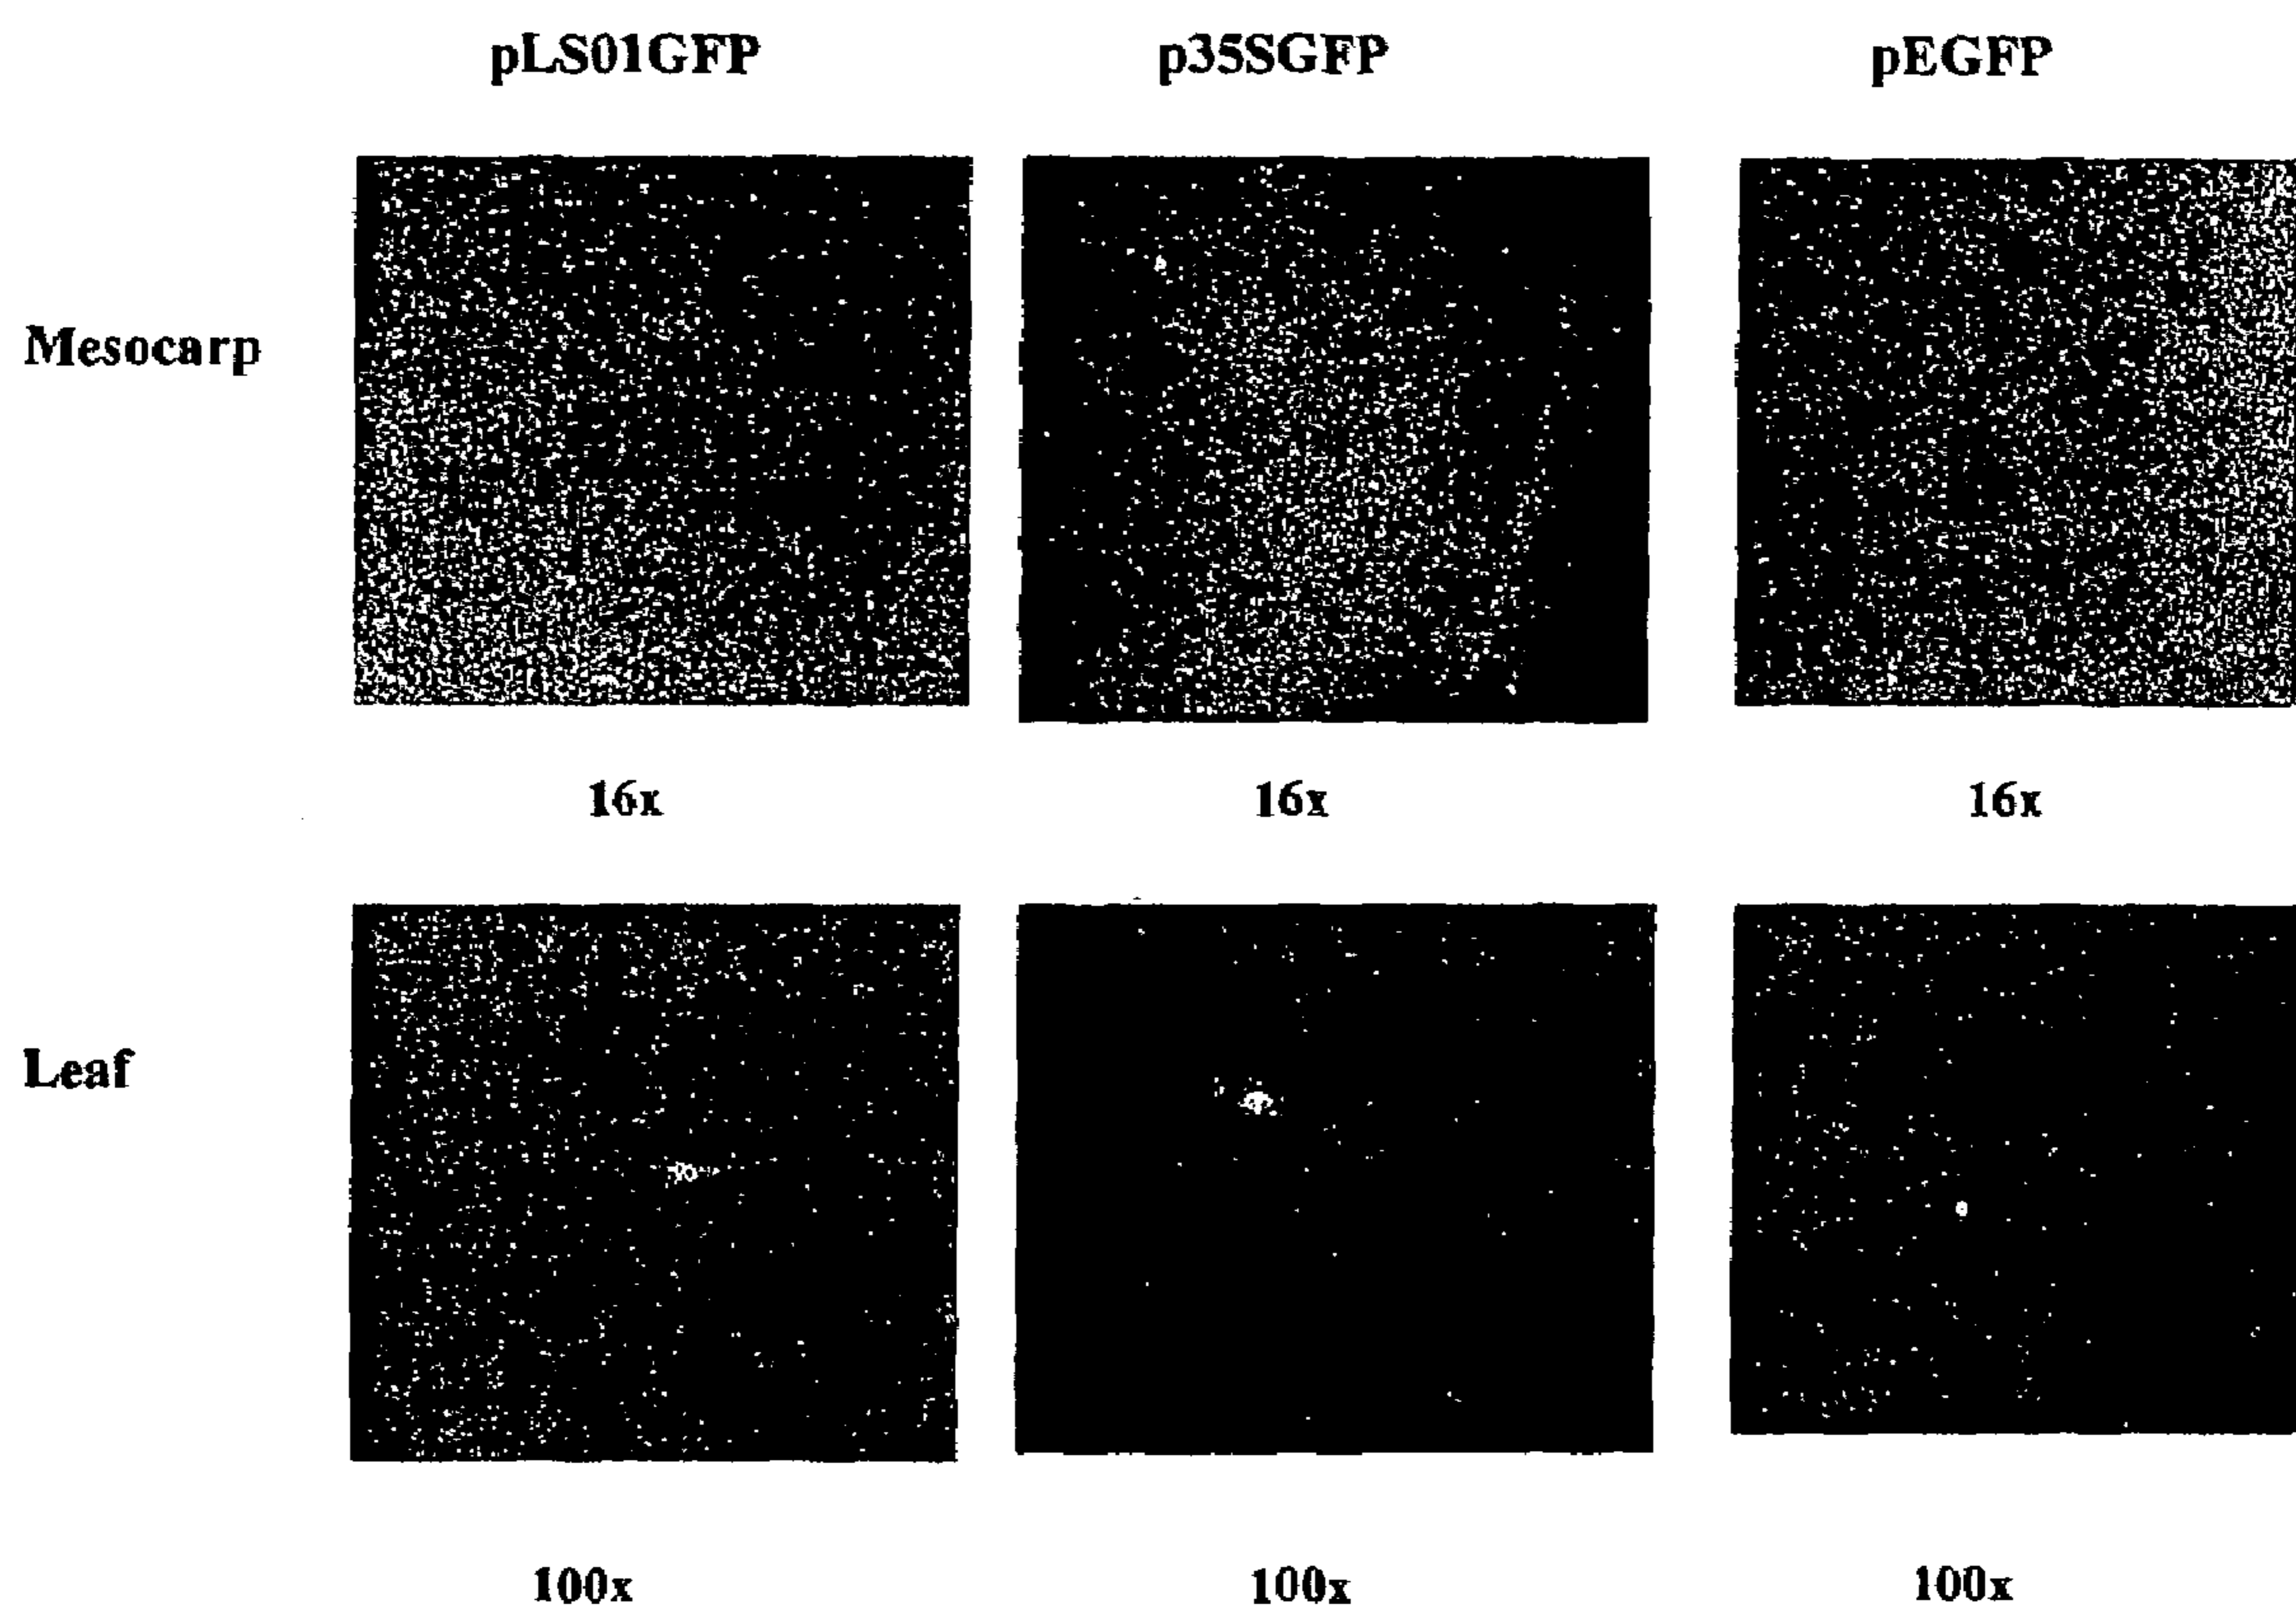 pLS01GFP p35SGFP pEGFP
Mesocarp
16x 16x 16x
Leaf
100x 100x 100x